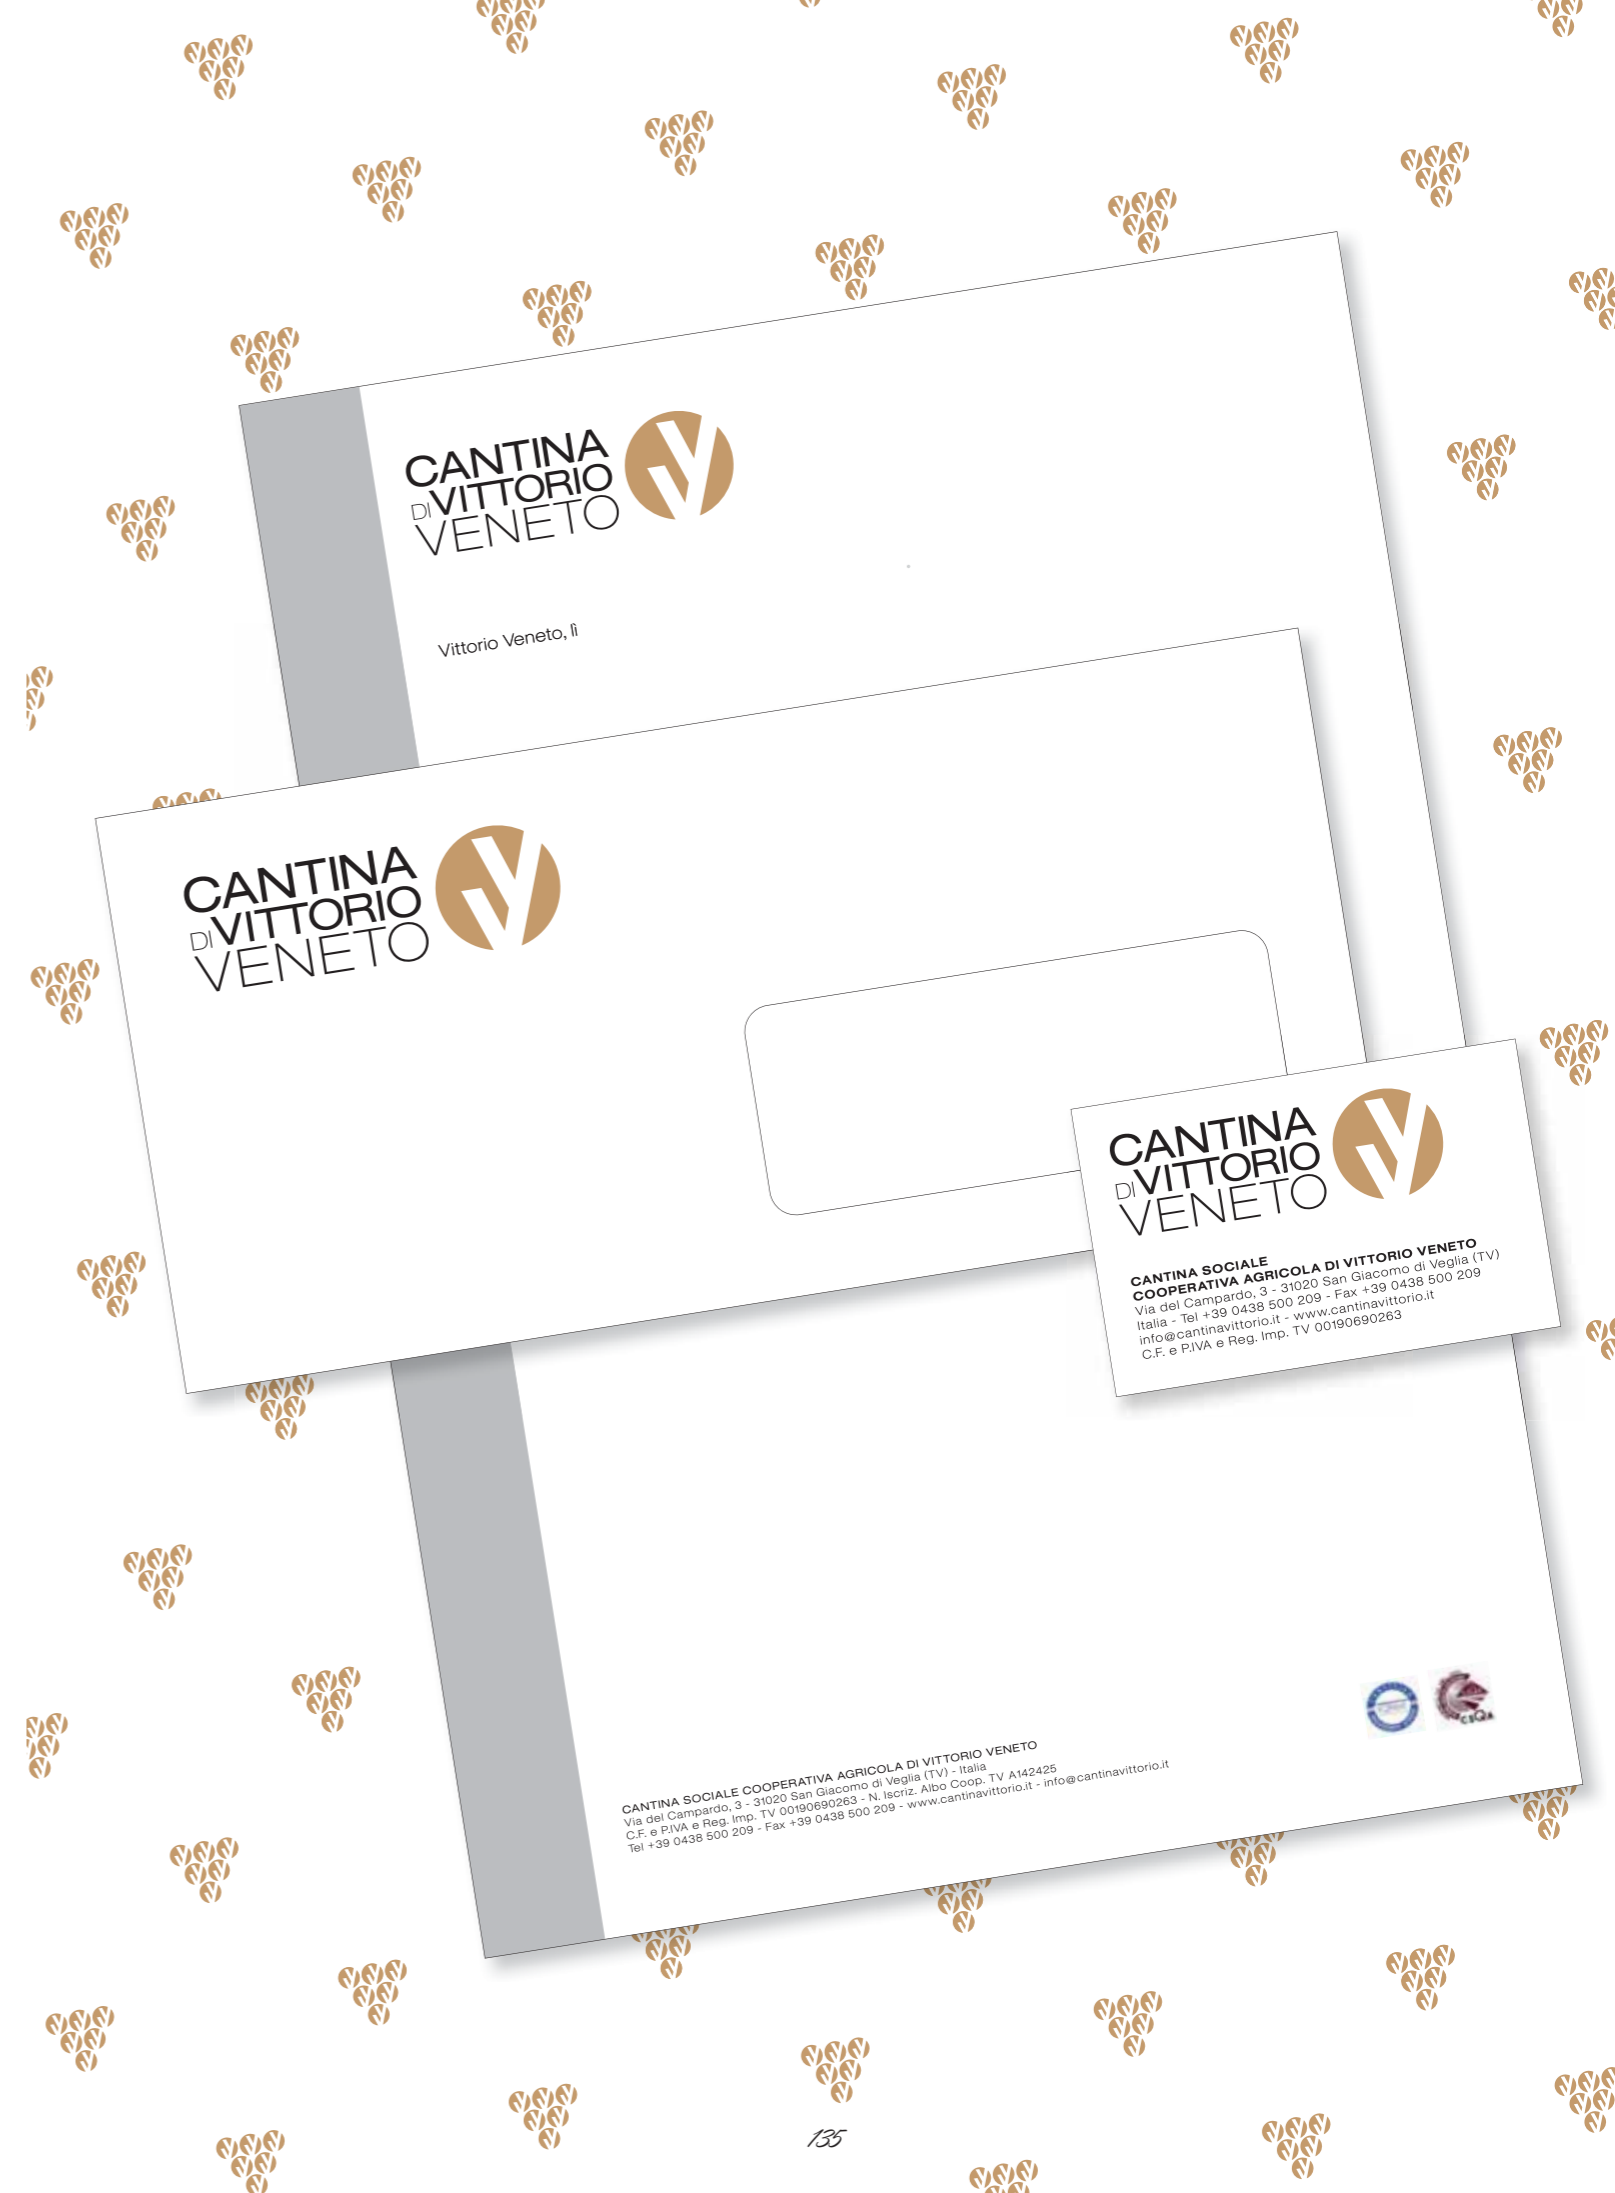 CANTINA
DI VITTORIO
VENETO
Vittorio Veneto, lì
CANTINA
DI VITTORIO
VENETO
CANTINA
DI VITTORIO
VENETO
CANTINA SOCIALE
COOPERATIVA AGRICOLA DI VITTORIO VENETO
Via del Campardo, 3 - 31020 San Giacomo di Veglia (TV)
Italia - Tel +39 0438 500 209 - Fax +39 0438 500 209
info@cantinavittorio.it - www.cantinavittorio.it
C.F. e P.IVA e Reg. Imp. TV 00190690263
CSQA
CANTINA SOCIALE COOPERATIVA AGRICOLA DI VITTORIO VENETO
Via del Campardo, 3 - 31020 San Giacomo di Veglia (TV) - Italia
C.F. e P.IVA e Reg. Imp. TV 00190690263 - N. Iscriz. Albo Coop. TV A142425
Tel +39 0438 500 209 - Fax +39 0438 500 209 - www.cantinavittorio.it - info@cantinavittorio.it
135